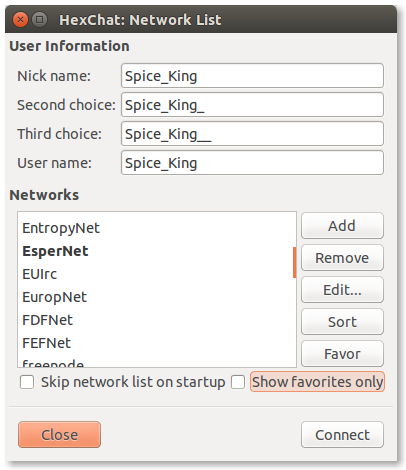 HexChat: Network List
User Information
Nick name: Spice_King
Second choice: Spice_King_
Third choice: Spice_King__
User name: Spice_King
Networks
EntropyNet
EsperNet
EUIrc
EuropNet
FDFNet
FEFNet
freenode
Add
Remove
Edit...
Sort
Favor
Skip network list on startup Show favorites only
Close Connect